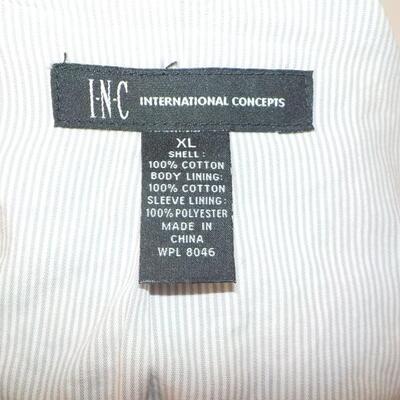 I·N·C INTERNATIONAL CONCEPTS
XL
SHELL:
100% COTTON
BODY LINING:
100% COTTON
SLEEVE LINING:
100% POLYESTER
MADE IN
CHINA
WPL 8046